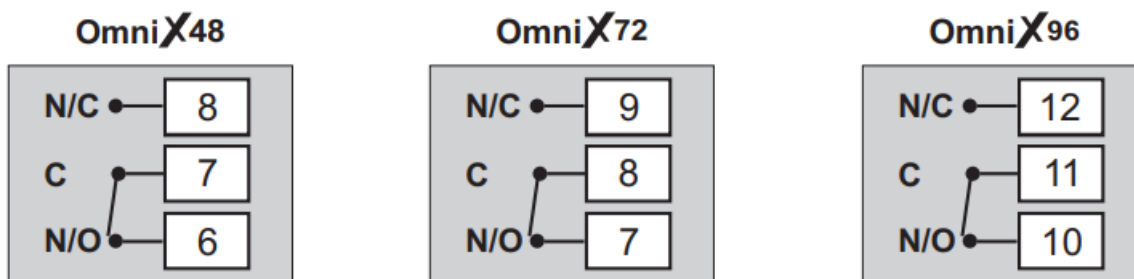 OmniX48 OmniX72 OmniX96
N/C 8 N/C 9 N/C 12
C 7 C 8 C 11
N/O 6 N/O 7 N/O 10